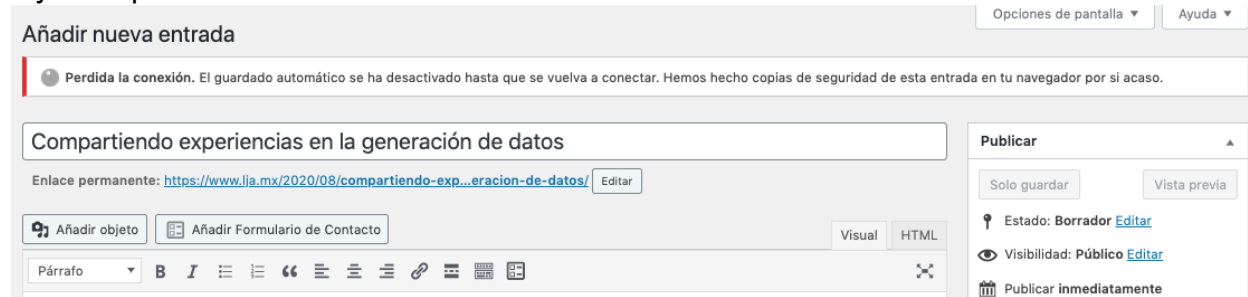 Opciones de pantalla ▼ Ayuda ▼
Añadir nueva entrada
Perdida la conexión. El guardado automático se ha desactivado hasta que se vuelva a conectar. Hemos hecho copias de seguridad de esta entrada en tu navegador por si acaso.
Compartiendo experiencias en la generación de datos
Enlace permanente: https://www.lja.mx/2020/08/compartiendo-exp...eracion-de-datos/ Editar
Añadir objeto Añadir Formulario de Contacto
Visual HTML
Párrafo B I
Publicar
Solo guardar Vista previa
Estado: Borrador Editar
Visibilidad: Público Editar
Publicar inmediatamente